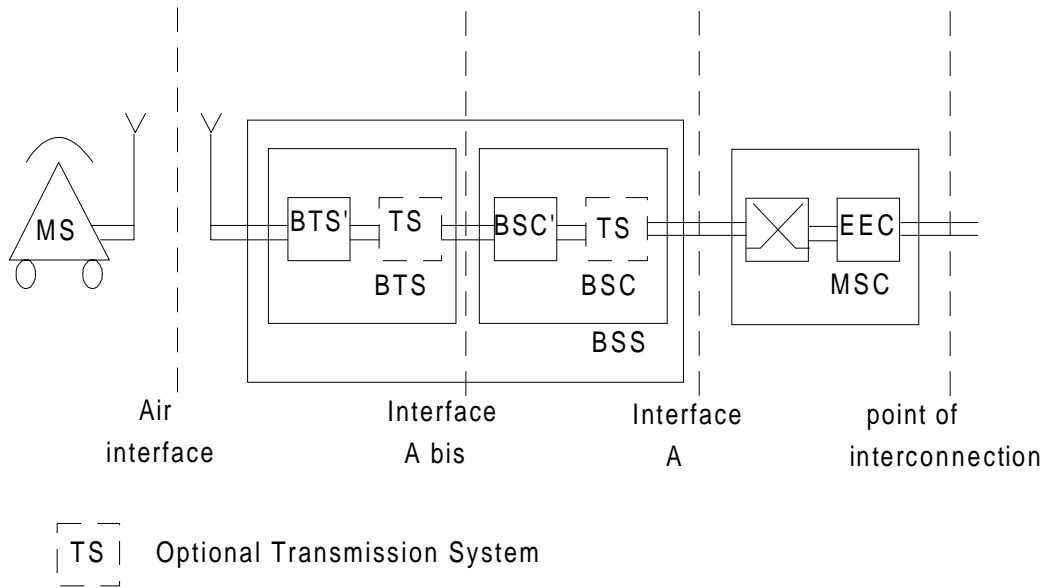 MS
BTS'
TS
BTS
BSC'
TS
BSC
BSS
EEC
MSC
Air
interface
Interface
A bis
Interface
A
point of
interconnection
TS
Optional Transmission System